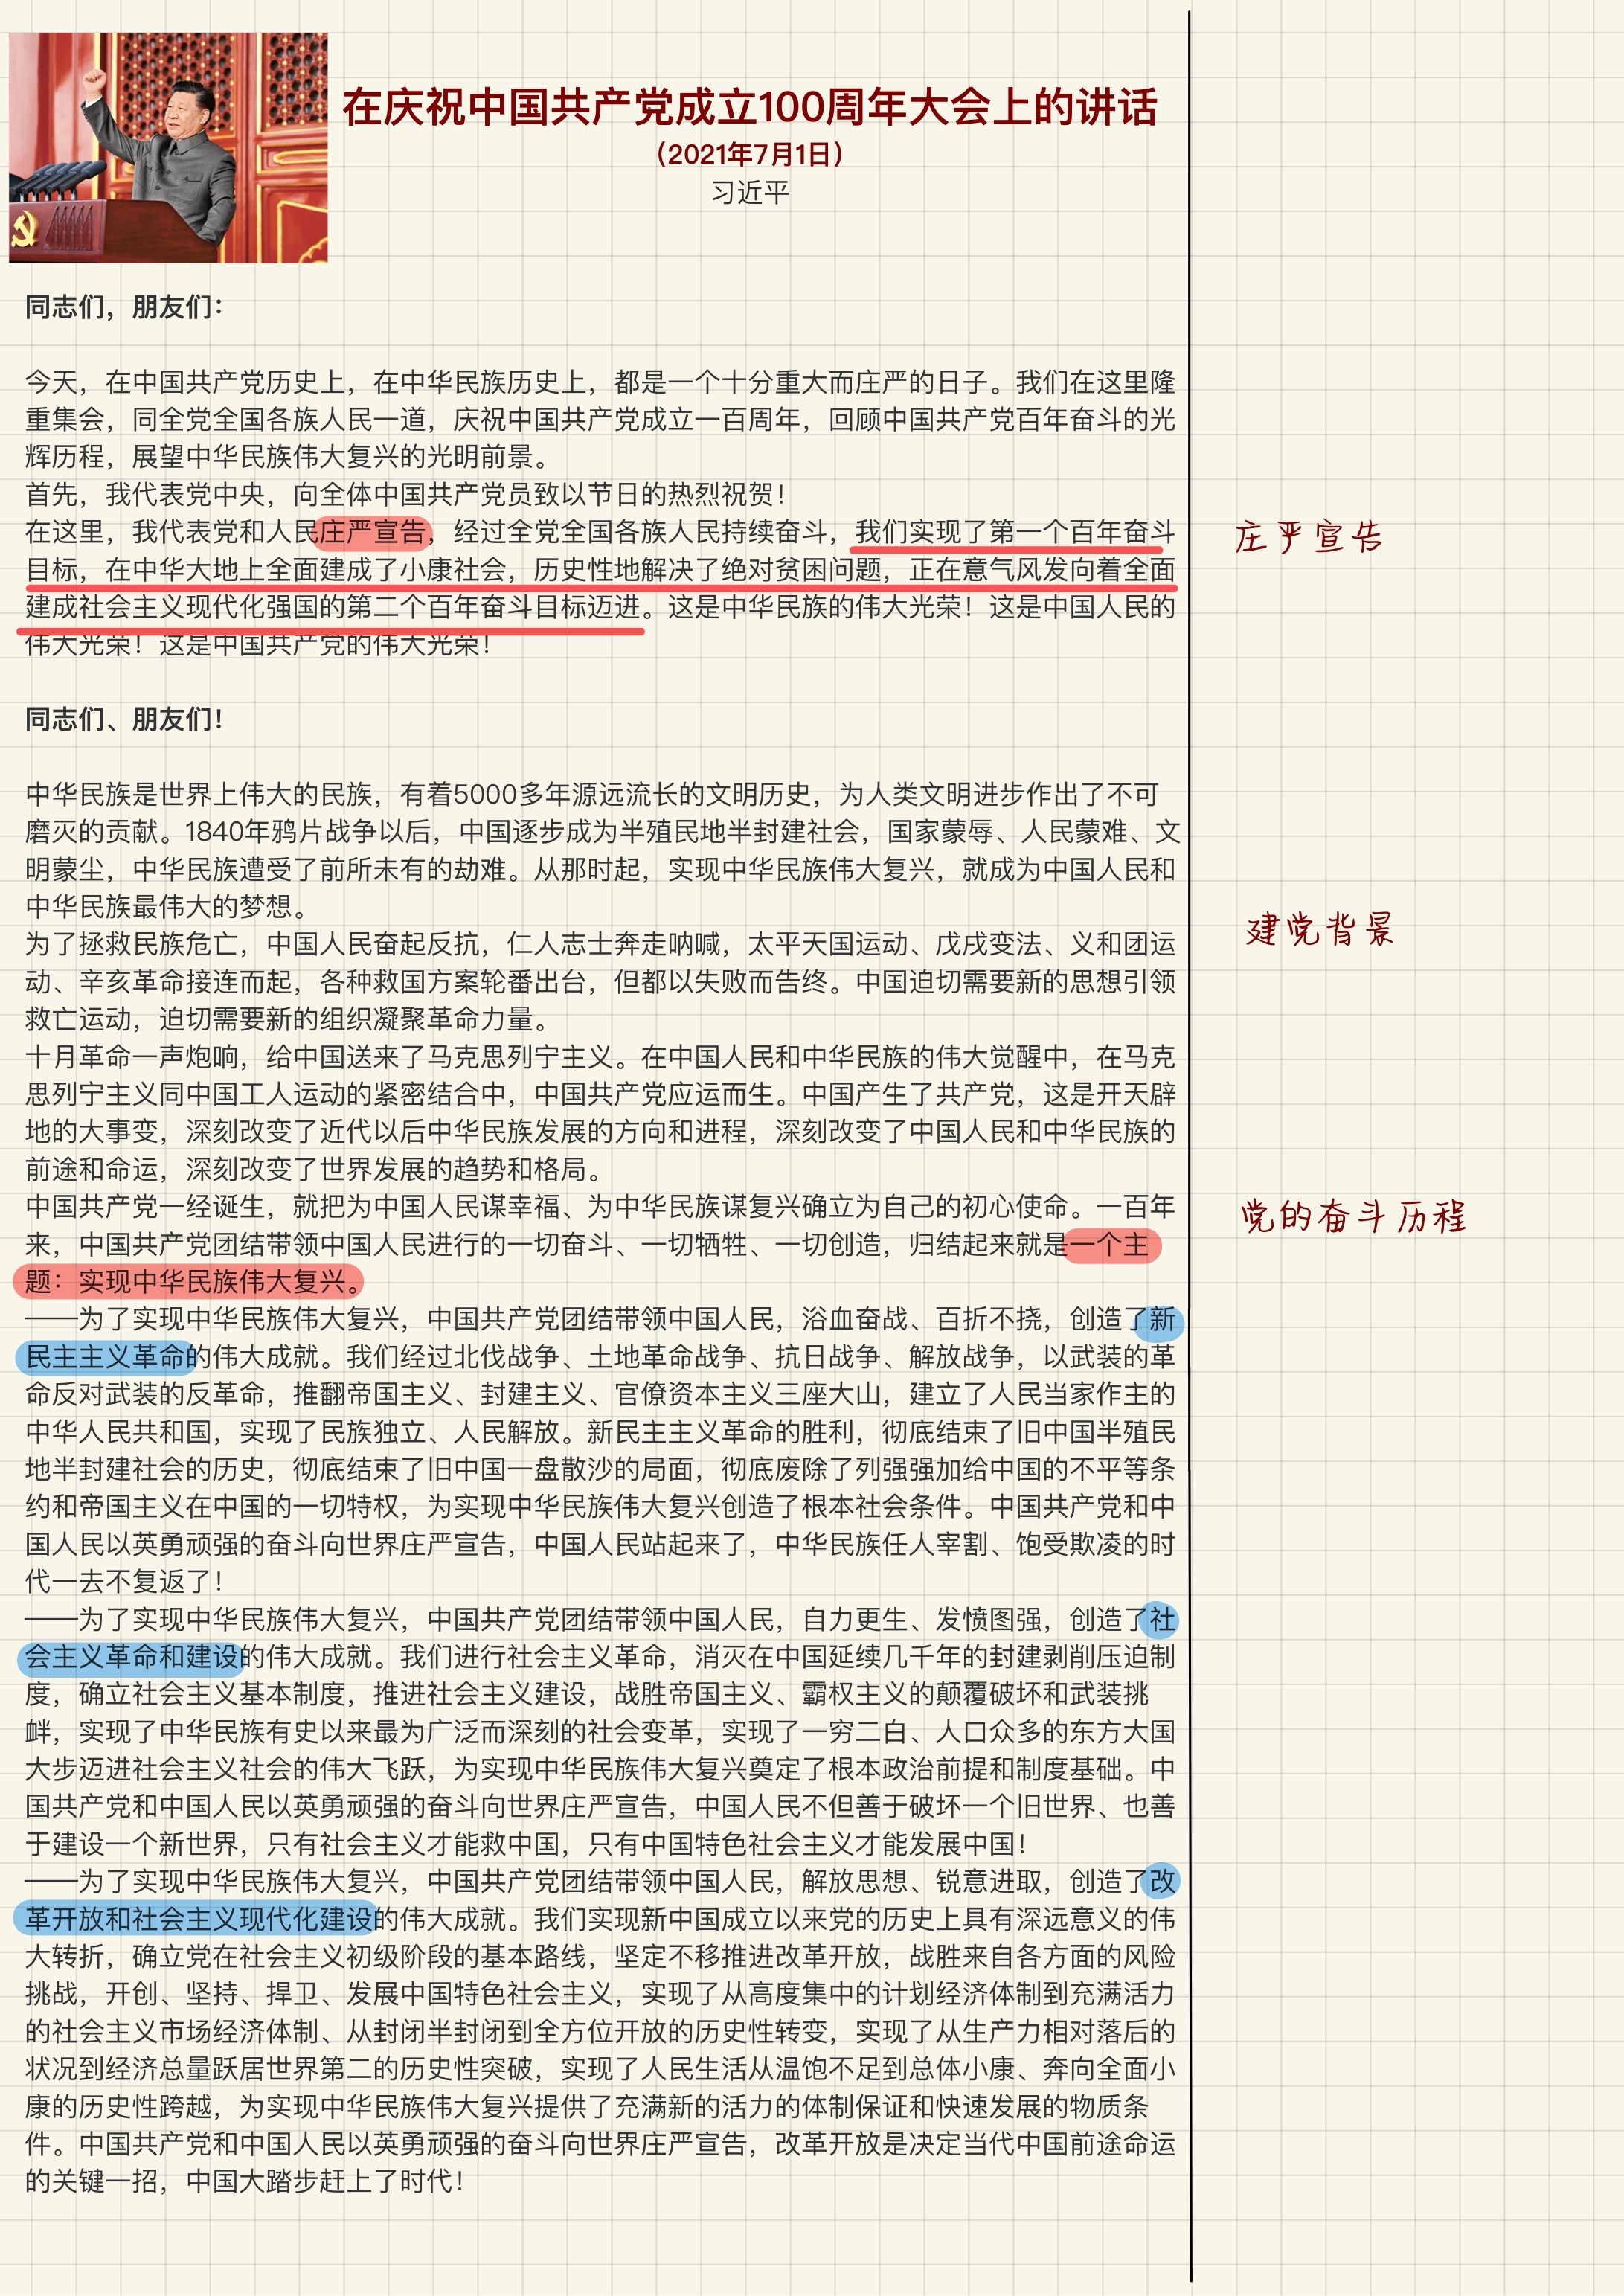 在庆祝中国共产党成立100周年大会上的讲话
（2021年7月1日）
习近平
同志们，朋友们：
今天，在中国共产党历史上，在中华民族历史上，都是一个十分重大而庄严的日子。我们在这里隆
重集会，同全党全国各族人民一道，庆祝中国共产党成立一百周年，回顾中国共产党百年奋斗的光
辉历程，展望中华民族伟大复兴的光明前景。
首先，我代表党中央，向全体中国共产党员致以节日的热烈祝贺！
在这里，我代表党和人民庄严宣告，经过全党全国各族人民持续奋斗，我们实现了第一个百年奋斗
庄严宣告
目标，在中华大地上全面建成了小康社会，历史性地解决了绝对贫困问题，正在意气风发向着全面
建成社会主义现代化强国的第二个百年奋斗目标迈进。这是中华民族的伟大光荣！这是中国人民的
伟大光荣！这是中国共产党的伟大光荣！
同志们、朋友们！
中华民族是世界上伟大的民族，有着5000多年源远流长的文明历史，为人类文明进步作出了不可
磨灭的贡献。1840年鸦片战争以后，中国逐步成为半殖民地半封建社会，国家蒙辱、人民蒙难、文
明蒙尘，中华民族遭受了前所未有的劫难。从那时起，实现中华民族伟大复兴，就成为中国人民和
中华民族最伟大的梦想。
建党背景
为了拯救民族危亡，中国人民奋起反抗，仁人志士奔走呐喊，太平天国运动、戊戌变法、义和团运
动、辛亥革命接连而起，各种救国方案轮番出台，但都以失败而告终。中国迫切需要新的思想引领
救亡运动，迫切需要新的组织凝聚革命力量。
十月革命一声炮响，给中国送来了马克思列宁主义。在中国人民和中华民族的伟大觉醒中，在马克
思列宁主义同中国工人运动的紧密结合中，中国共产党应运而生。中国产生了共产党，这是开天辟
地的大事变，深刻改变了近代以后中华民族发展的方向和进程，深刻改变了中国人民和中华民族的
前途和命运，深刻改变了世界发展的趋势和格局。
中国共产党一经诞生，就把为中国人民谋幸福、为中华民族谋复兴确立为自己的初心使命。一百年
党的奋斗历程
来，中国共产党团结带领中国人民进行的一切奋斗、一切牺牲、一切创造，归结起来就是一个主
题：实现中华民族伟大复兴。
——为了实现中华民族伟大复兴，中国共产党团结带领中国人民，浴血奋战、百折不挠，创造了新
民主主义革命的伟大成就。我们经过北伐战争、土地革命战争、抗日战争、解放战争，以武装的革
命反对武装的反革命，推翻帝国主义、封建主义、官僚资本主义三座大山，建立了人民当家作主的
中华人民共和国，实现了民族独立、人民解放。新民主主义革命的胜利，彻底结束了旧中国半殖民
地半封建社会的历史，彻底结束了旧中国一盘散沙的局面，彻底废除了列强强加给中国的不平等条
约和帝国主义在中国的一切特权，为实现中华民族伟大复兴创造了根本社会条件。中国共产党和中
国人民以英勇顽强的奋斗向世界庄严宣告，中国人民站起来了，中华民族任人宰割、饱受欺凌的时
代一去不复返了！
——为了实现中华民族伟大复兴，中国共产党团结带领中国人民，自力更生、发愤图强，创造了社
会主义革命和建设的伟大成就。我们进行社会主义革命，消灭在中国延续几千年的封建剥削压迫制
度，确立社会主义基本制度，推进社会主义建设，战胜帝国主义、霸权主义的颠覆破坏和武装挑
衅，实现了中华民族有史以来最为广泛而深刻的社会变革，实现了一穷二白、人口众多的东方大国
大步迈进社会主义社会的伟大飞跃，为实现中华民族伟大复兴奠定了根本政治前提和制度基础。中
国共产党和中国人民以英勇顽强的奋斗向世界庄严宣告，中国人民不但善于破坏一个旧世界、也善
于建设一个新世界，只有社会主义才能救中国，只有中国特色社会主义才能发展中国！
——为了实现中华民族伟大复兴，中国共产党团结带领中国人民，解放思想、锐意进取，创造了改
革开放和社会主义现代化建设的伟大成就。我们实现新中国成立以来党的历史上具有深远意义的伟
大转折，确立党在社会主义初级阶段的基本路线，坚定不移推进改革开放，战胜来自各方面的风险
挑战，开创、坚持、捍卫、发展中国特色社会主义，实现了从高度集中的计划经济体制到充满活力
的社会主义市场经济体制、从封闭半封闭到全方位开放的历史性转变，实现了从生产力相对落后的
状况到经济总量跃居世界第二的历史性突破，实现了人民生活从温饱不足到总体小康、奔向全面小
康的历史性跨越，为实现中华民族伟大复兴提供了充满新的活力的体制保证和快速发展的物质条
件。中国共产党和中国人民以英勇顽强的奋斗向世界庄严宣告，改革开放是决定当代中国前途命运
的关键一招，中国大踏步赶上了时代！